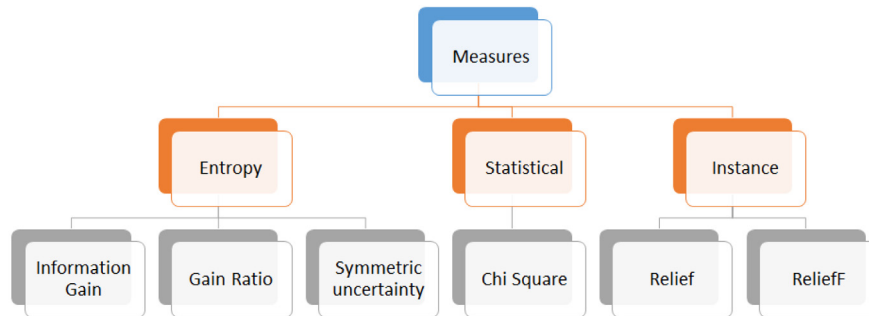 Measures
Entropy
Statistical
Instance
Information
Gain
Gain Ratio
Symmetric
uncertainty
Chi Square
Relief
ReliefF